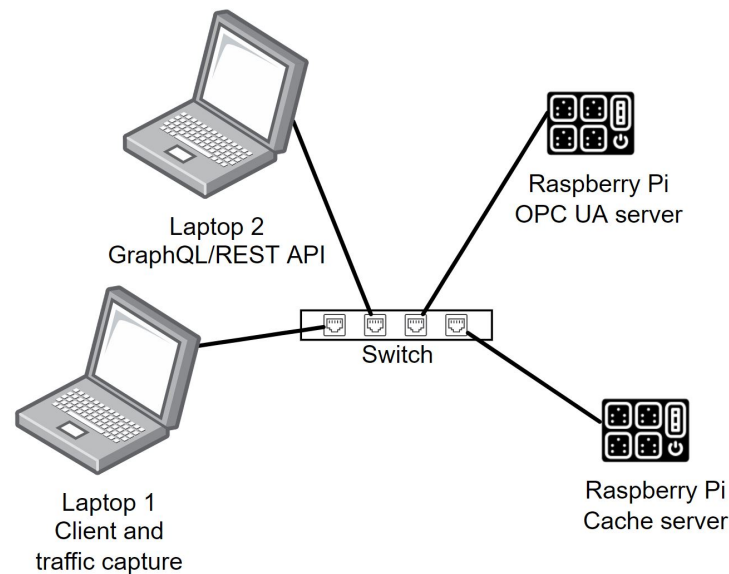 Laptop 2
GraphQL/REST API
Raspberry Pi
OPC UA server
Switch
Laptop 1
Client and
traffic capture
Raspberry Pi
Cache server